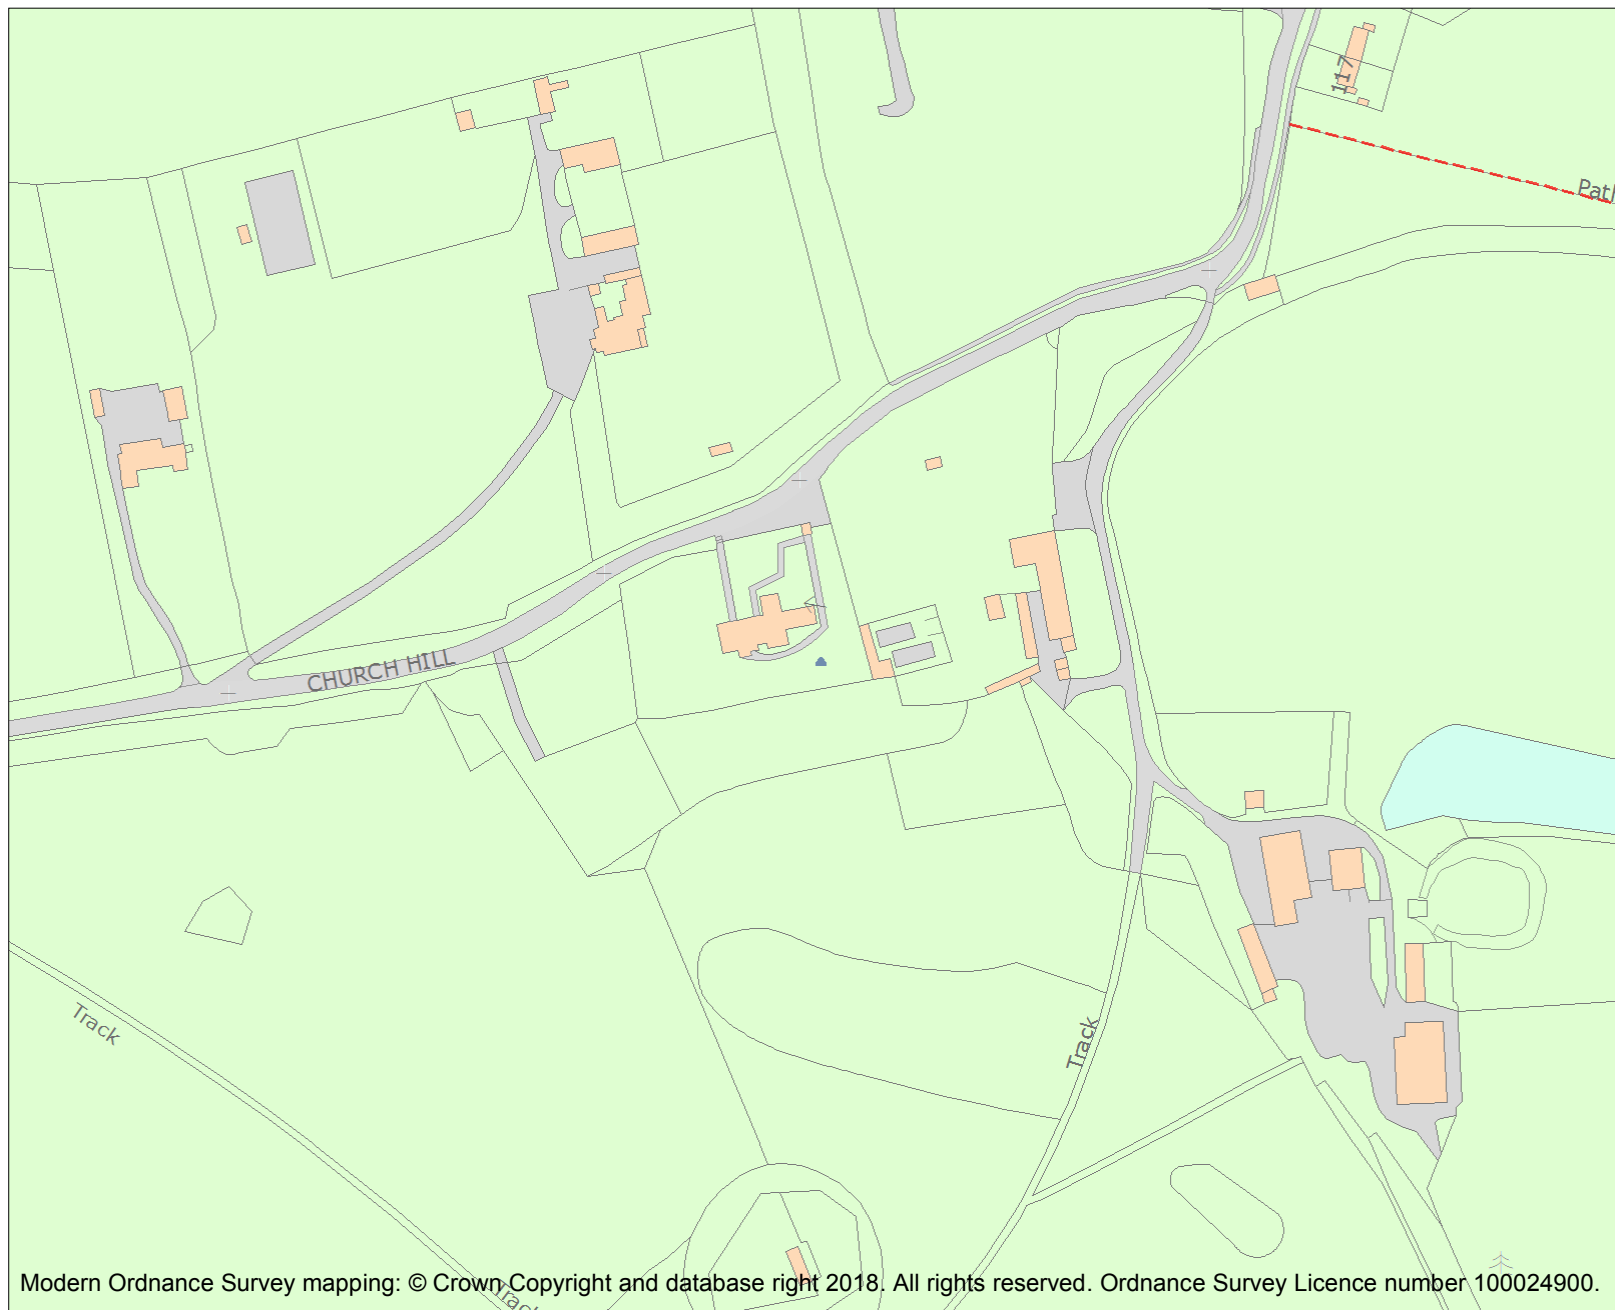 117
Path
CHURCH HILL
Track
Track
Track
Modern Ordnance Survey mapping: © Crown Copyright and database right 2018. All rights reserved. Ordnance Survey Licence number 100024900.